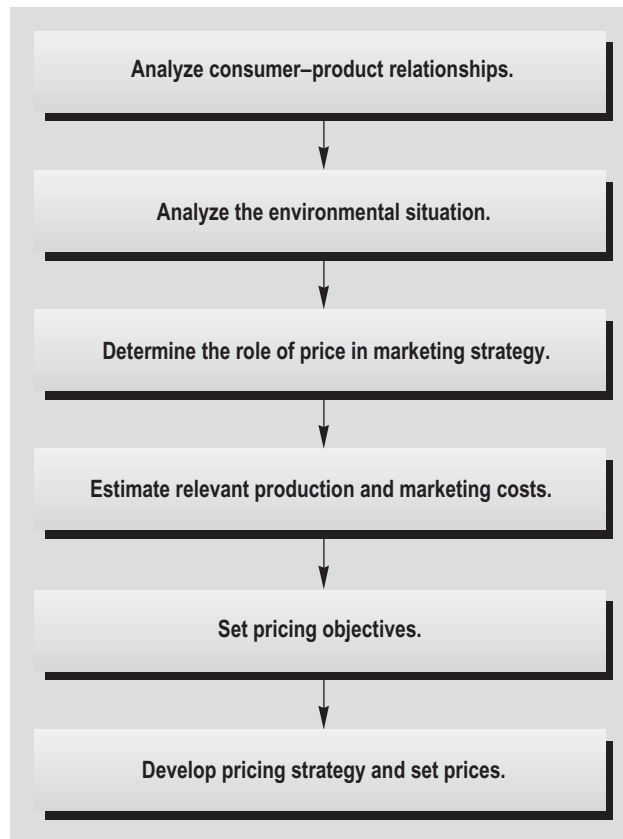 Analyze consumer–product relationships.
Analyze the environmental situation.
Determine the role of price in marketing strategy.
Estimate relevant production and marketing costs.
Set pricing objectives.
Develop pricing strategy and set prices.